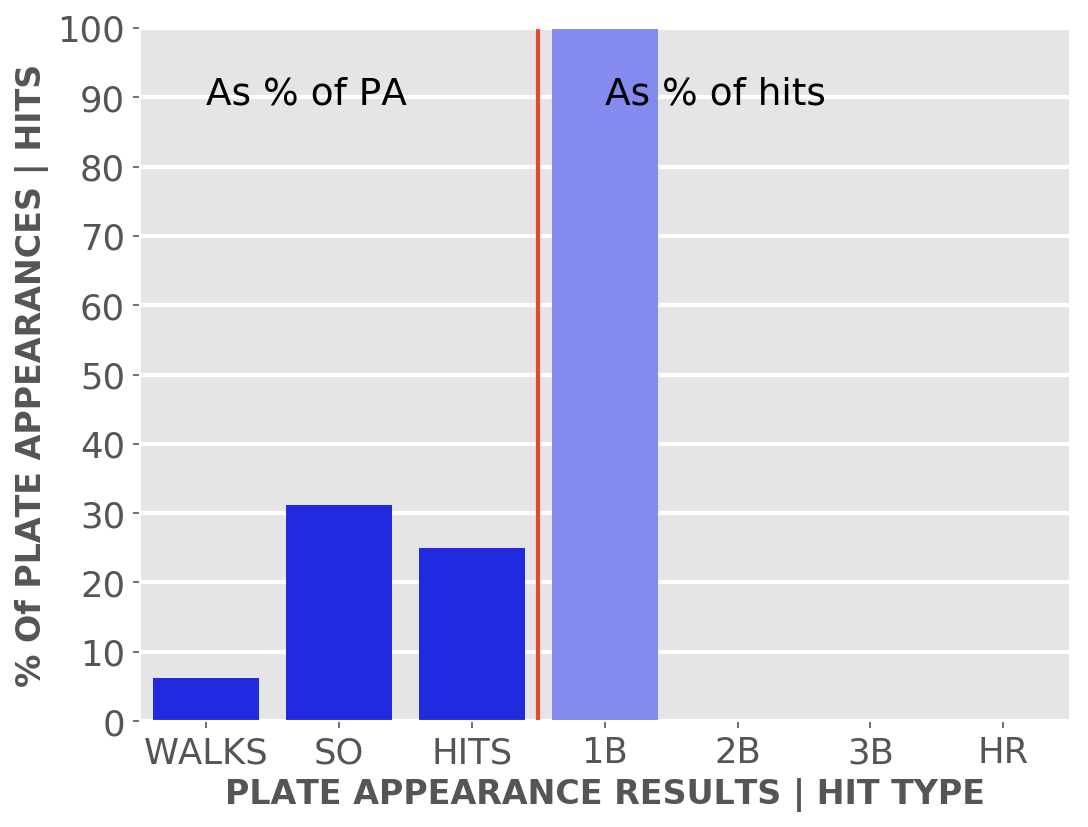 % Of PLATE APPEARANCES | HITS
100
90
80
70
60
50
40
30
20
10
0
As % of PA
As % of hits
WALKS SO HITS 1B 2B 3B HR
PLATE APPEARANCE RESULTS | HIT TYPE